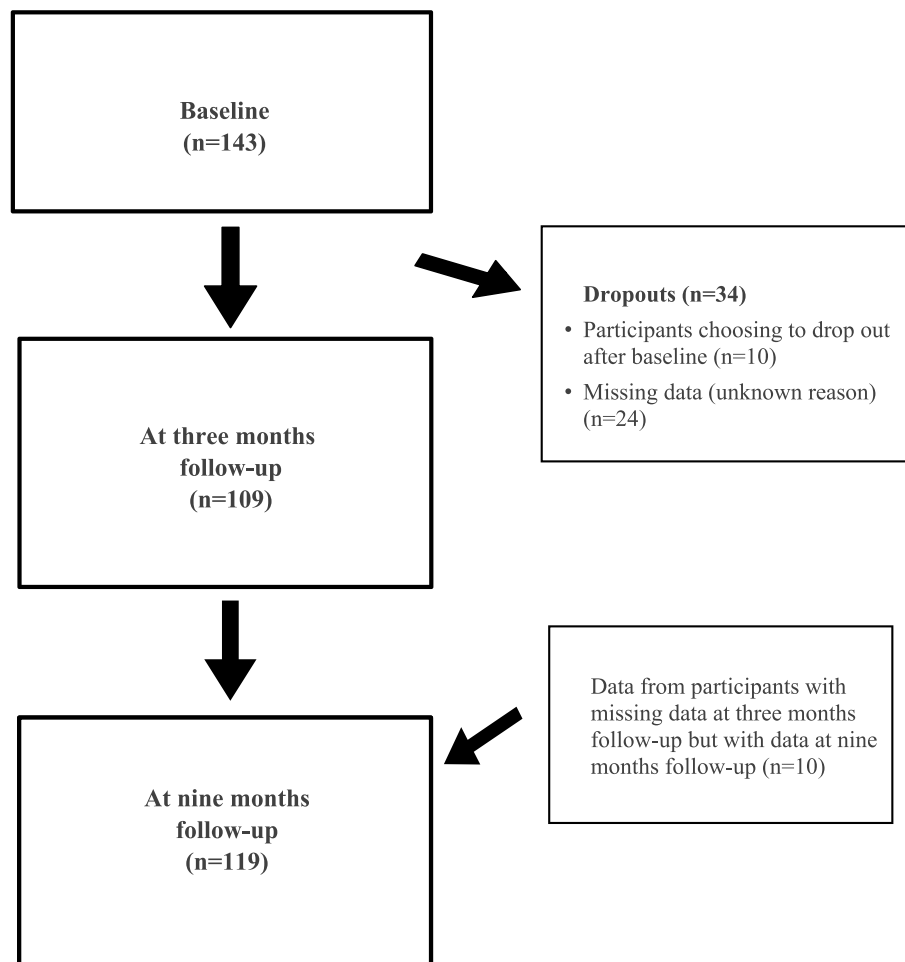 Baseline
(n=143)
Dropouts (n=34)
• Participants choosing to drop out
after baseline (n=10)
• Missing data (unknown reason)
(n=24)
At three months
follow-up
(n=109)
Data from participants with
missing data at three months
follow-up but with data at nine
months follow-up (n=10)
At nine months
follow-up
(n=119)